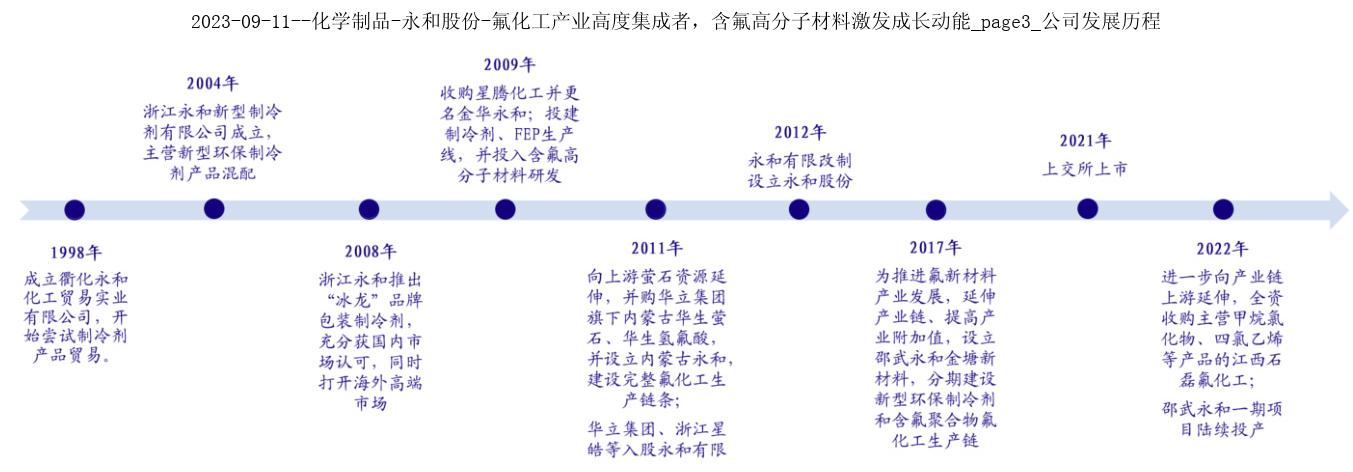 2023-09-11--化学制品-永和股份-氟化工产业高度集成者，含氟高分子材料激发成长动能_page3_公司发展历程
1998年
成立衢化永和
化工贸易实业
有限公司，开
始尝试制冷剂
产品贸易。
2004年
浙江永和新型制冷
剂有限公司成立，
主营新型环保制冷
剂产品混配
2008年
浙江永和推出
“冰龙”品牌
包装制冷剂，
充分获国内市
场认可，同时
打开海外高端
市场
2009年
收购星腾化工并更
名金华永和；投建
制冷剂、FEP生产
线，并投入含氟高
分子材料研发
2011年
向上游萤石资源延
伸，并购华立集团
旗下内蒙古华生萤
石、华生氢氟酸，
并设立内蒙古永和，
建设完整氟化工生
产链条；
华立集团、浙江星
皓等入股永和有限
2012年
永和有限改制
设立永和股份
2017年
为推进氟新材料
产业发展，延伸
产业链、提高产
业附加值，设立
邵武永和金塘新
材料，分期建设
新型环保制冷剂
和含氟聚合物氟
化工生产链
2021年
上交所上市
2022年
进一步向产业链
上游延伸，全资
收购主营甲烷氯
化物、四氯乙烯
等产品的江西石
磊氟化工；
邵武永和一期项
目陆续投产